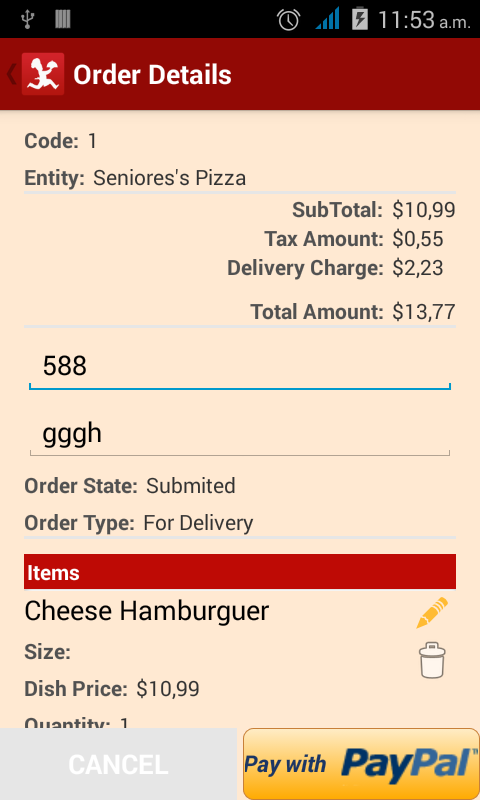 11:53 a.m.
Order Details
Code: 1
Entity: Seniores's Pizza
SubTotal: $10,99
Tax Amount: $0,55
Delivery Charge: $2,23
Total Amount: $13,77
588
gggh
Order State: Submited
Order Type: For Delivery
Items
Cheese Hamburguer
Size:
Dish Price: $10,99
Quantity: 1
CANCEL
Pay with PayPal™